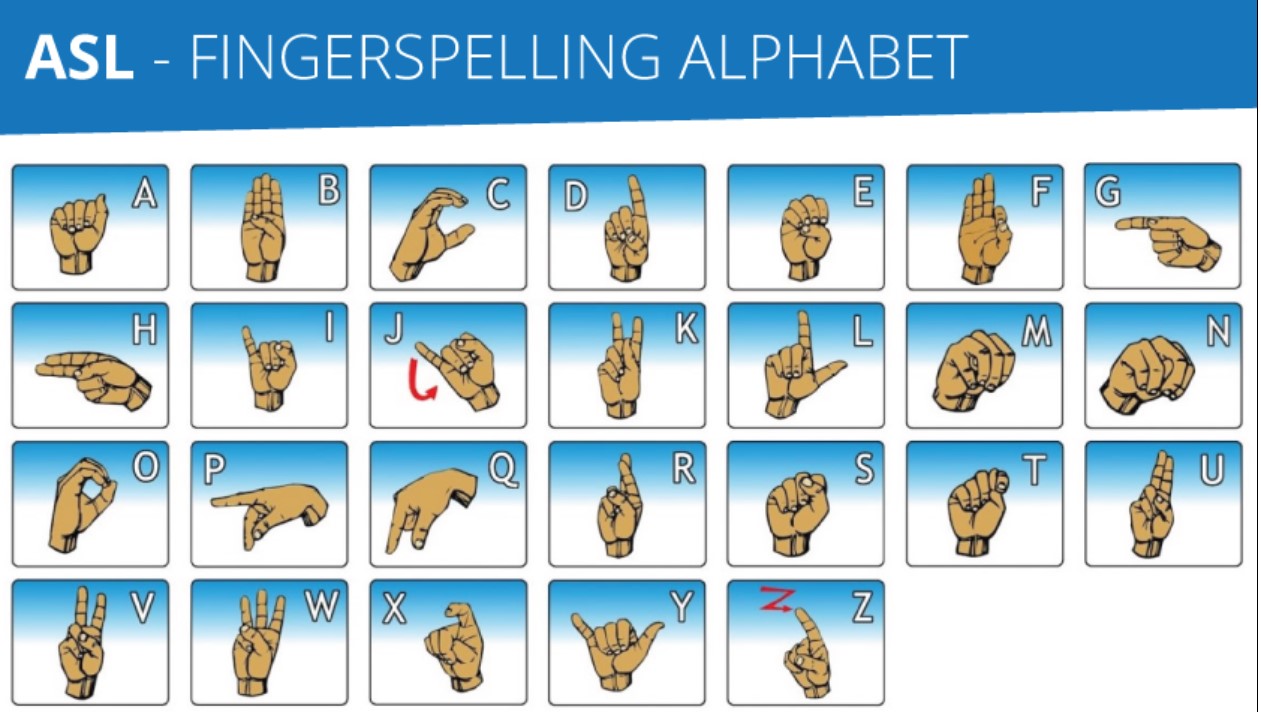 ASL - FINGERSPELLING ALPHABET
A B C D E F G
H I J K L M N
O P Q R S T U
V W X Y Z